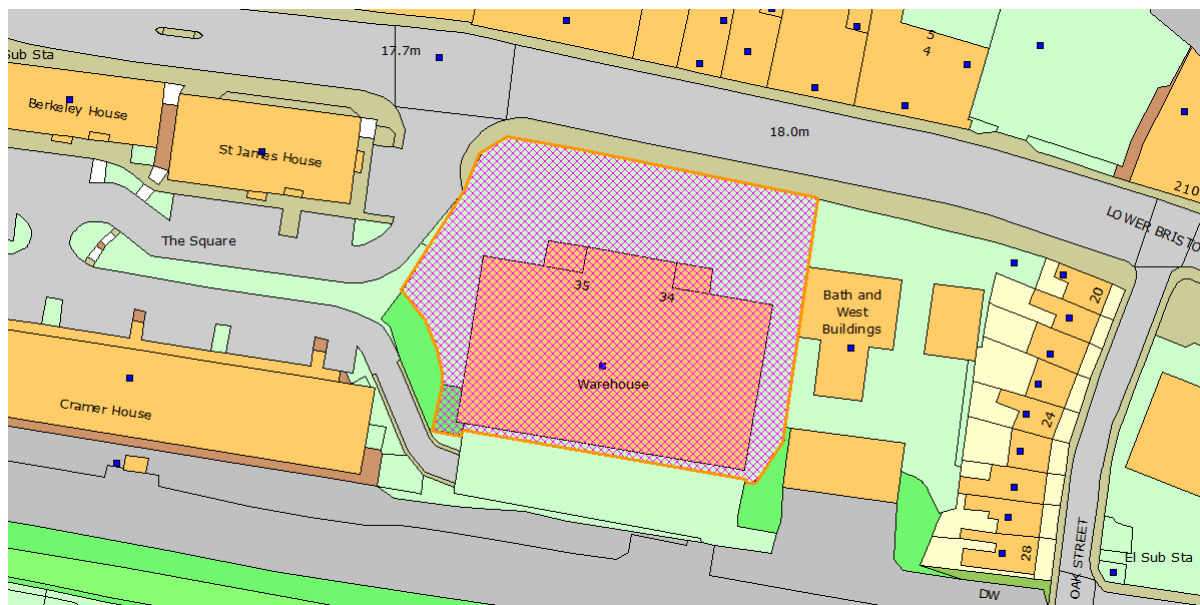 5
4
17.7m
Sub Sta
Berkeley House
St James House
18.0m
210
LOWER BRISTO
The Square
35
34
Bath and
West
Buildings
20
Warehouse
Cramer House
24
28
OAK STREET
El Sub Sta
DW